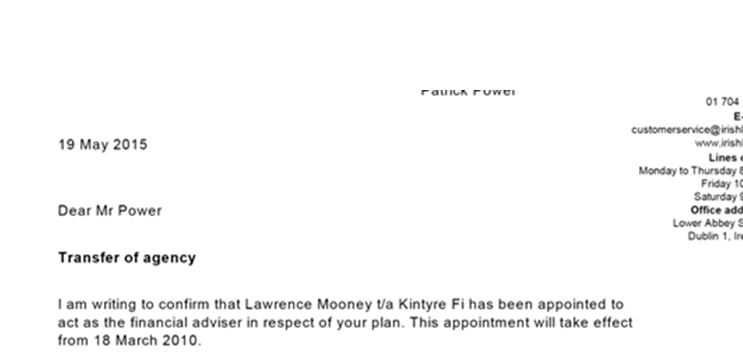 Patrick Power
01 704
E-
customerservice@irishl
www.irishl
19 May 2015
Lines o
Monday to Thursday 8
Friday 10
Saturday 9
Office add
Lower Abbey S
Dublin 1, Ire
Dear Mr Power
Transfer of agency
I am writing to confirm that Lawrence Mooney t/a Kintyre Fi has been appointed to
act as the financial adviser in respect of your plan. This appointment will take effect
from 18 March 2010.